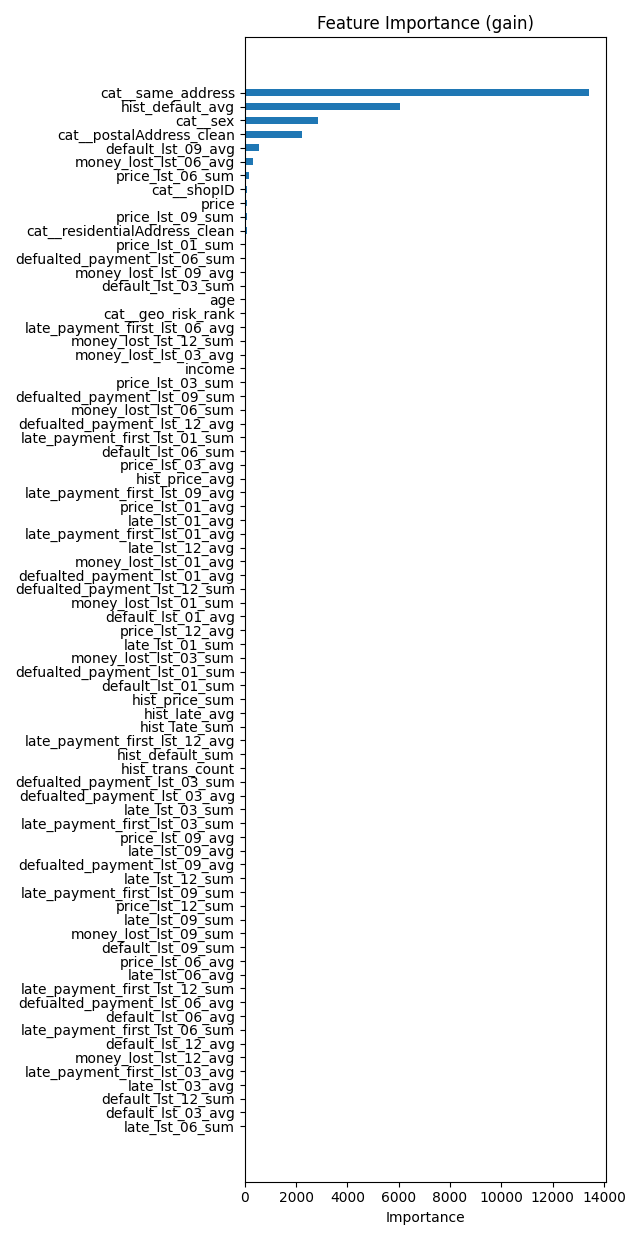 Feature Importance (gain)
cat__same_address
hist_default_avg
cat__sex
cat__postalAddress_clean
default_lst_09_avg
money_lost_lst_06_avg
price_lst_06_sum
cat__shopID
price
price_lst_09_sum
cat__residentialAddress_clean
price_lst_01_sum
defualted_payment_lst_06_sum
money_lost_lst_09_avg
default_lst_03_sum
age
cat__geo_risk_rank
late_payment_first_lst_06_avg
money_lost_lst_12_sum
money_lost_lst_03_avg
income
price_lst_03_sum
defualted_payment_lst_09_sum
money_lost_lst_06_sum
defualted_payment_lst_12_avg
late_payment_first_lst_01_sum
default_lst_06_sum
price_lst_03_avg
hist_price_avg
late_payment_first_lst_09_avg
price_lst_01_avg
late_lst_01_avg
late_payment_first_lst_01_avg
late_lst_12_avg
money_lost_lst_01_avg
defualted_payment_lst_01_avg
defualted_payment_lst_12_sum
money_lost_lst_01_sum
default_lst_01_avg
price_lst_12_avg
late_lst_01_sum
money_lost_lst_03_sum
defualted_payment_lst_01_sum
default_lst_01_sum
hist_price_sum
hist_late_avg
hist_late_sum
late_payment_first_lst_12_avg
hist_default_sum
hist_trans_count
defualted_payment_lst_03_sum
defualted_payment_lst_03_avg
late_lst_03_sum
late_payment_first_lst_03_sum
price_lst_09_avg
late_lst_09_avg
defualted_payment_lst_09_avg
late_lst_12_sum
late_payment_first_lst_09_sum
price_lst_12_sum
late_lst_09_sum
money_lost_lst_09_sum
default_lst_09_sum
price_lst_06_avg
late_lst_06_avg
late_payment_first_lst_12_sum
defualted_payment_lst_06_avg
default_lst_06_avg
late_payment_first_lst_06_sum
default_lst_12_avg
money_lost_lst_12_avg
late_payment_first_lst_03_avg
late_lst_03_avg
default_lst_12_sum
default_lst_03_avg
late_lst_06_sum
0 2000 4000 6000 8000 10000 12000 14000
Importance